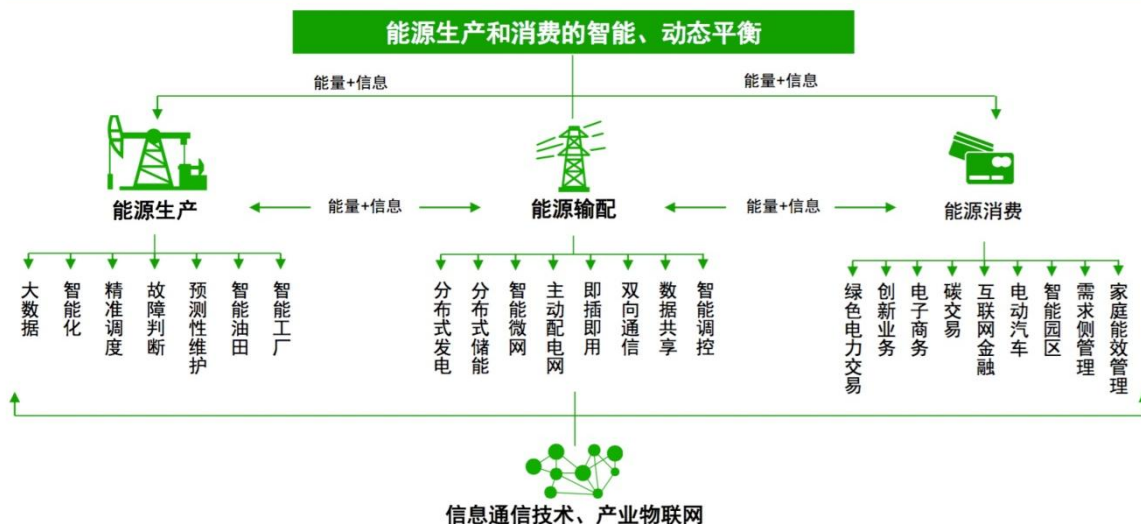 能源生产和消费的智能、动态平衡
能量+信息
能量+信息
能源生产
能量+信息
能源输配
能量+信息
能源消费
大数据
智能化
精准调度
故障判断
预测性维护
智能油田
智能工厂
分布式发电
分布式储能
智能微网
主动配电网
即插即用
双向通信
数据共享
智能调控
绿色电力交易
创新业务
电子商务
碳交易
互联网金融
电动汽车
智能园区
需求侧管理
家庭能效管理
信息通信技术、产业物联网